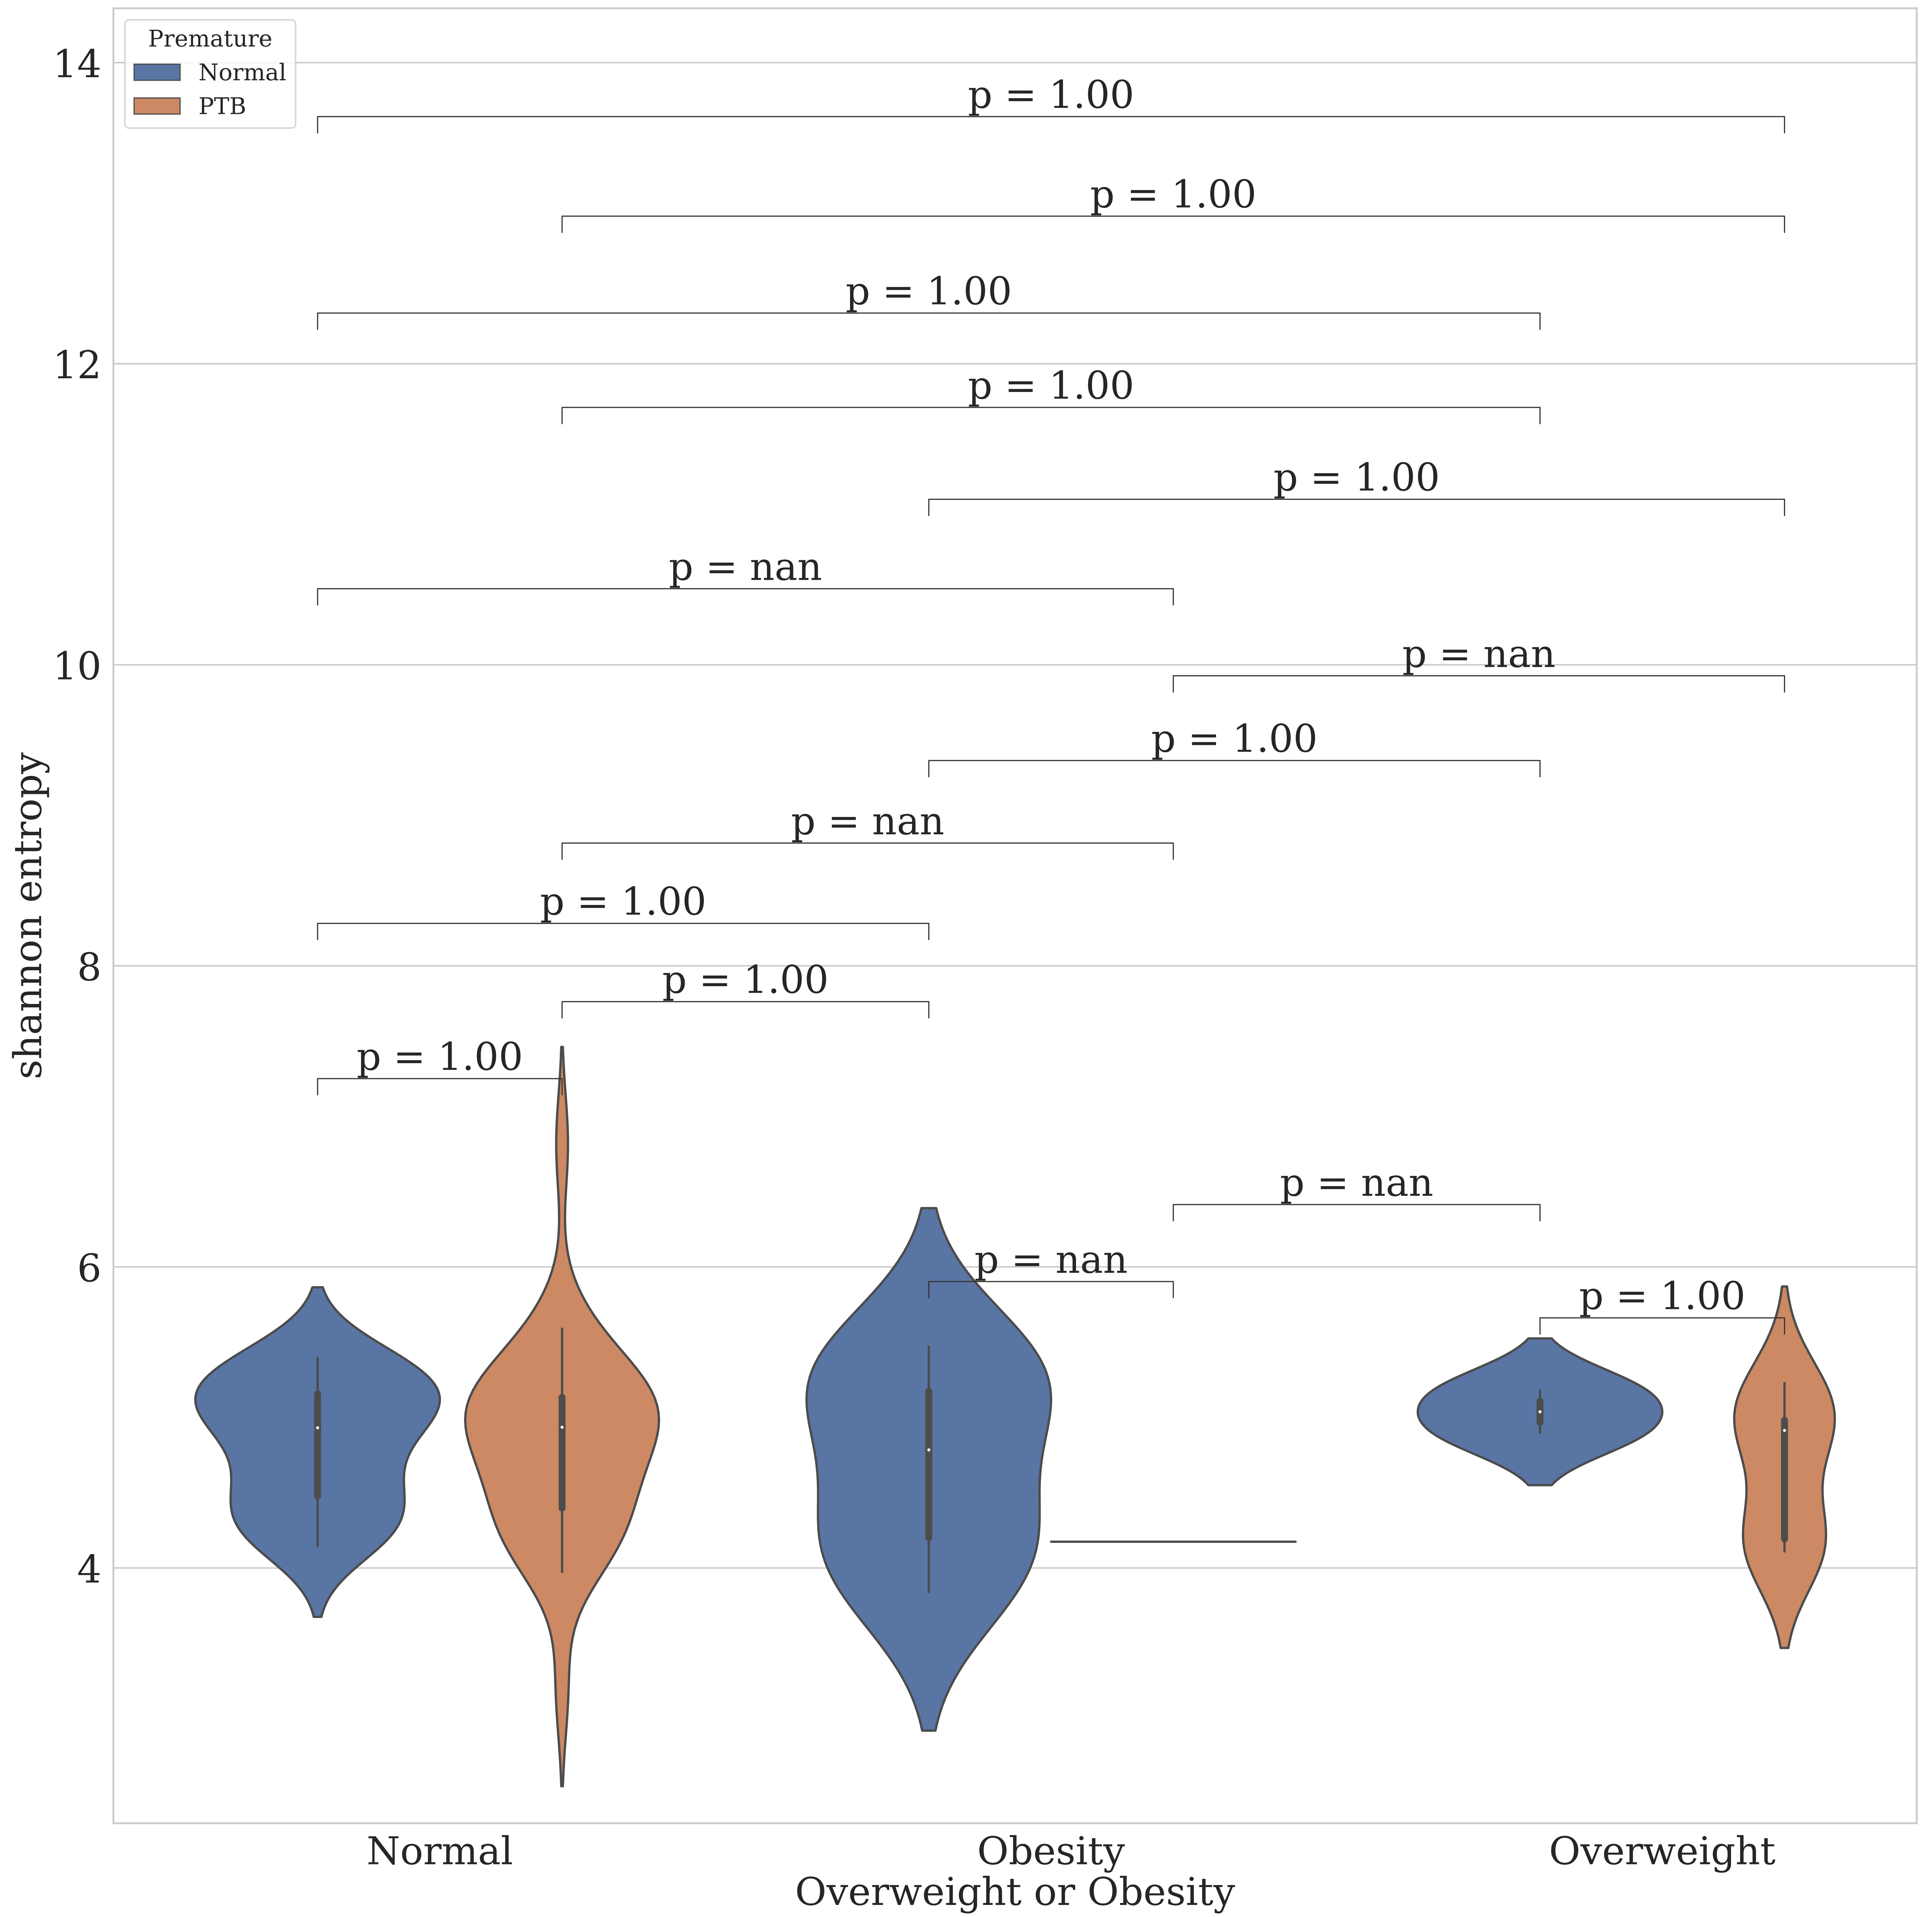 Premature
Normal
PTB
14
12
10
8
6
4
shannon entropy
p = 1.00
p = 1.00
p = 1.00
p = 1.00
p = 1.00
p = nan
p = nan
p = 1.00
p = nan
p = 1.00
p = 1.00
p = 1.00
p = nan
p = nan
p = 1.00
Normal
Obesity
Overweight
Overweight or Obesity